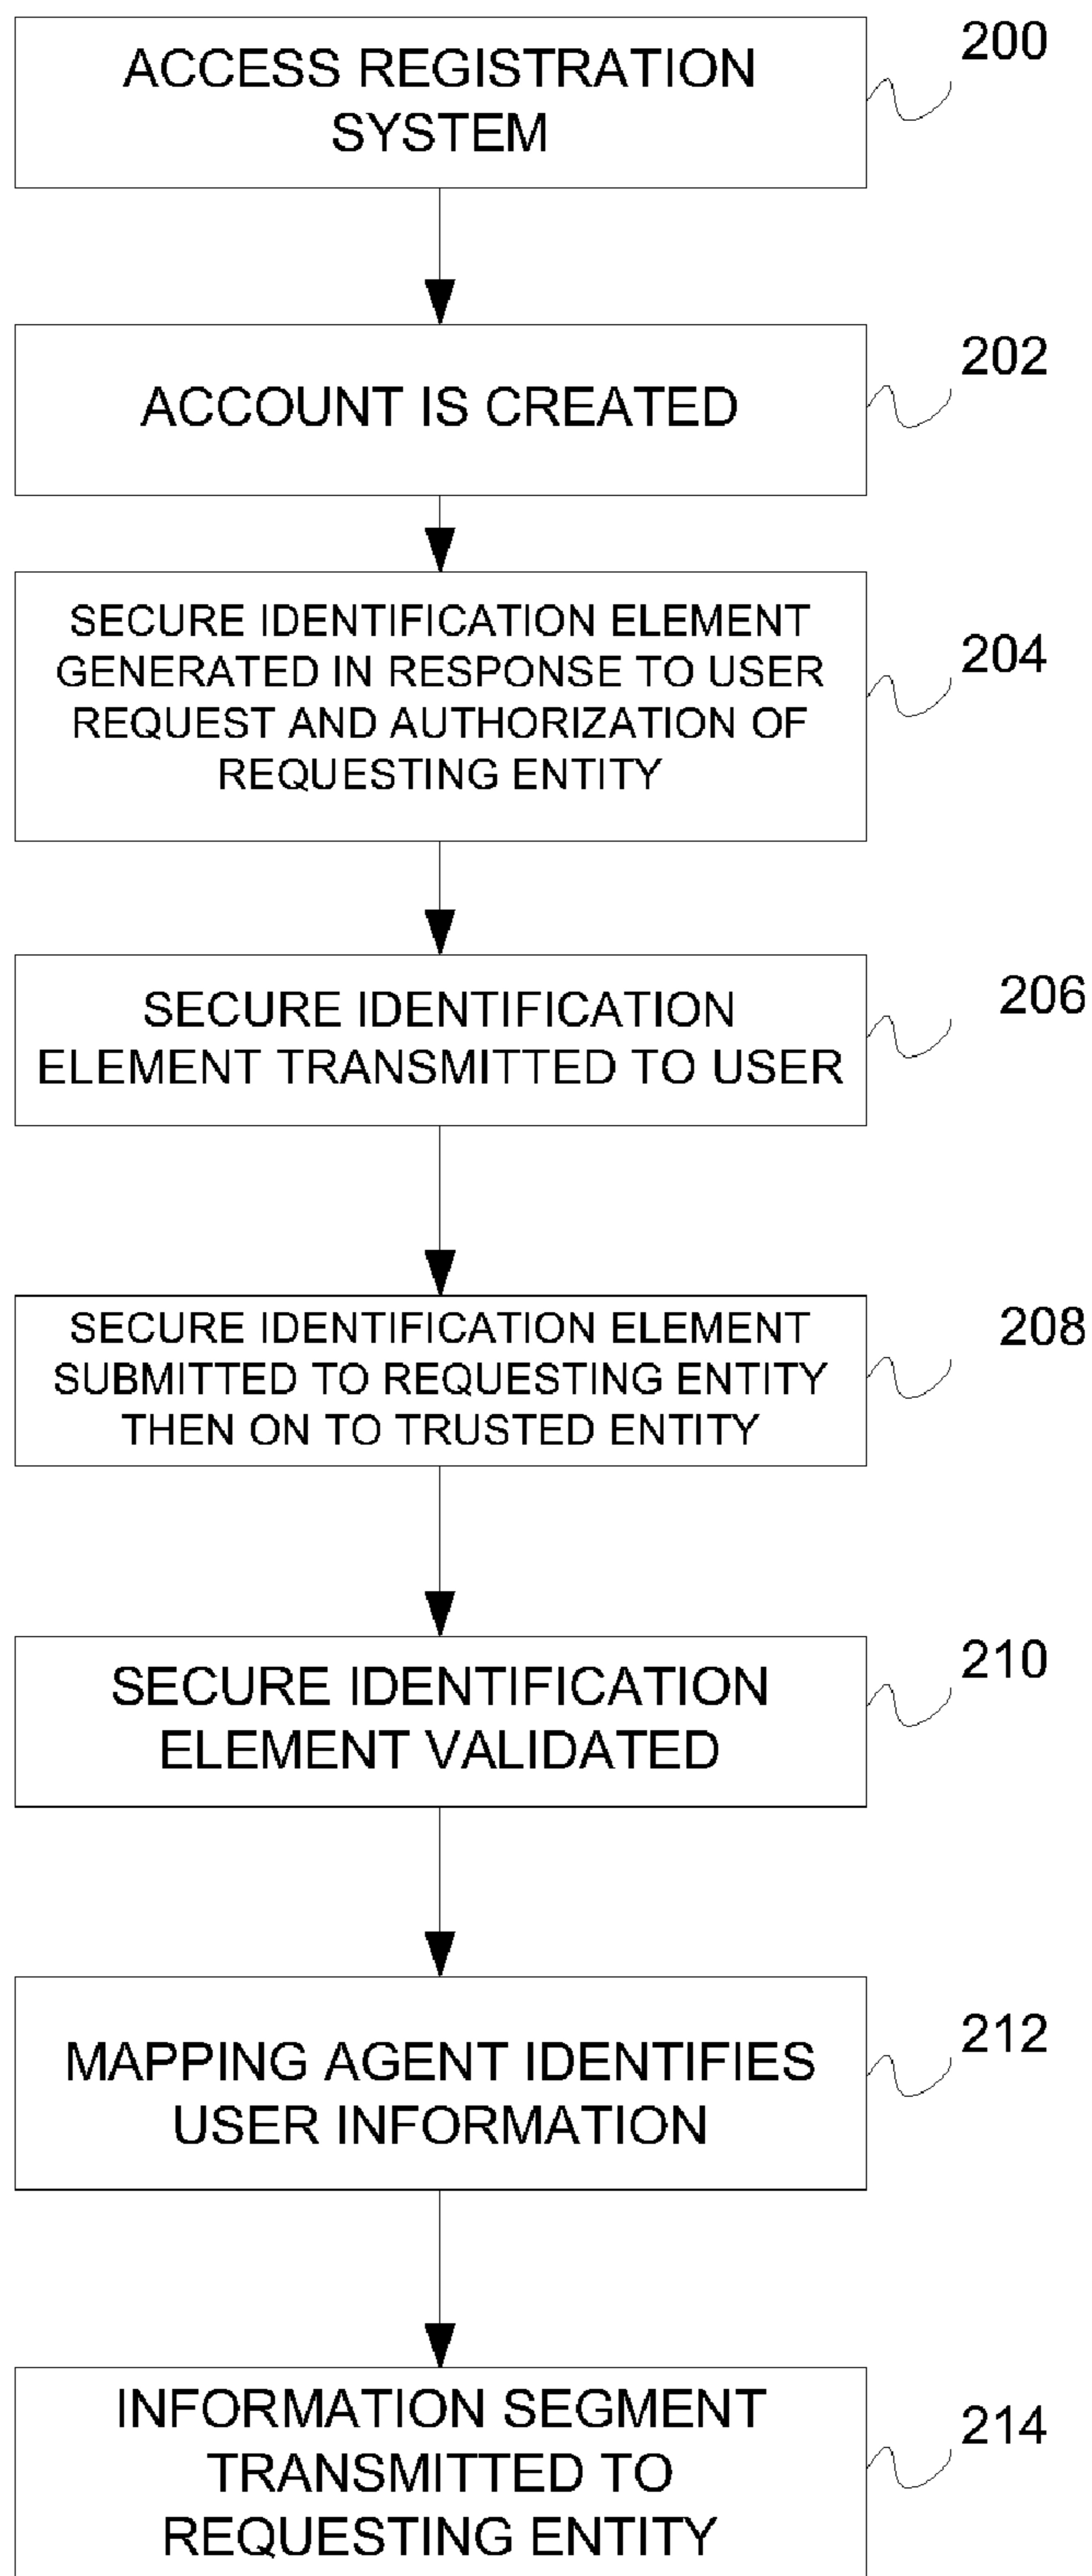 ACCESS REGISTRATION
SYSTEM
200
ACCOUNT IS CREATED
202
SECURE IDENTIFICATION ELEMENT
GENERATED IN RESPONSE TO USER
REQUEST AND AUTHORIZATION OF
REQUESTING ENTITY
204
SECURE IDENTIFICATION
ELEMENT TRANSMITTED TO USER
206
SECURE IDENTIFICATION ELEMENT
SUBMITTED TO REQUESTING ENTITY
THEN ON TO TRUSTED ENTITY
208
SECURE IDENTIFICATION
ELEMENT VALIDATED
210
MAPPING AGENT IDENTIFIES
USER INFORMATION
212
INFORMATION SEGMENT
TRANSMITTED TO
REQUESTING ENTITY
214